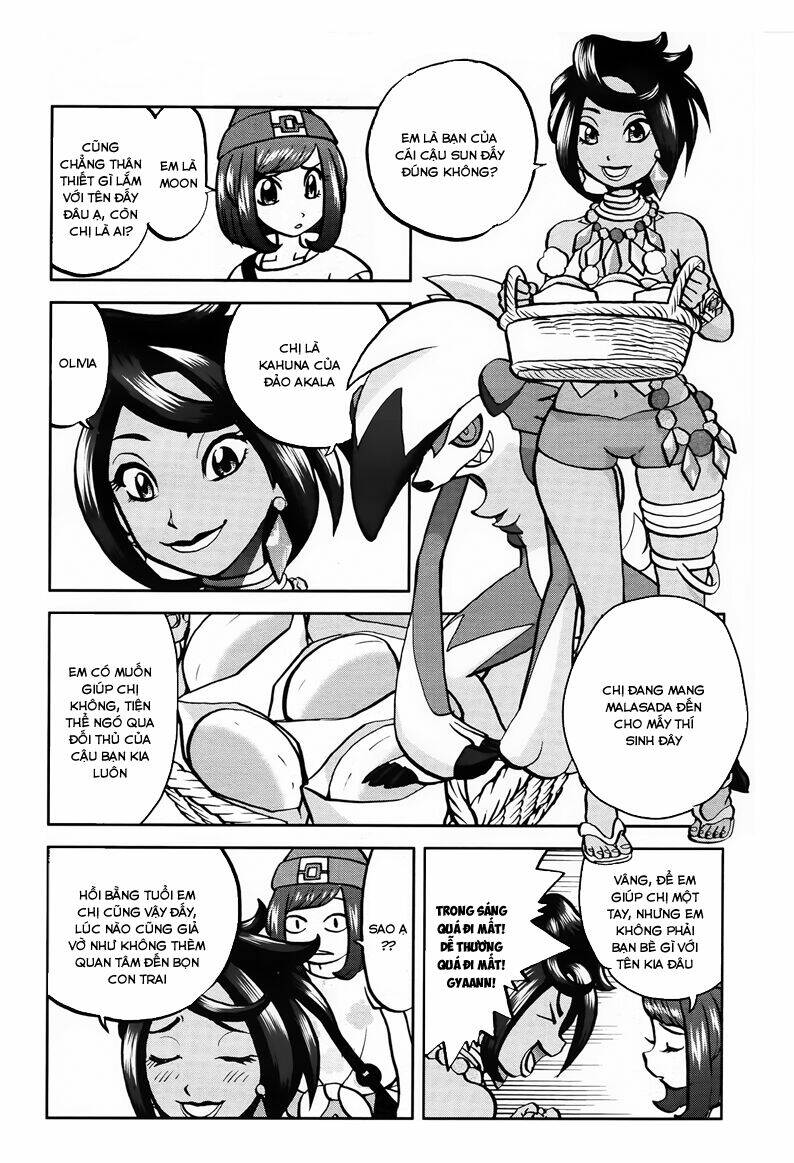 EM LÀ BẠN CỦA
CÁI CẬU SUN ĐẤY
ĐÚNG KHÔNG?
EM LÀ
MOON
CŨNG
CHẲNG THÂN
THIẾT GÌ LẮM
VỚI TÊN ĐẤY
ĐÂU Ạ, CÒN
CHỊ LÀ AI?
CHỊ LÀ
KAHUNA CỦA
ĐẢO AKALA
OLIVIA
CHỊ ĐANG MANG
MALASADA ĐẾN
CHO MẤY THÍ
SINH ĐÂY
EM CÓ MUỐN
GIÚP CHỊ
KHÔNG, TIỆN
THỂ NGÓ QUA
ĐỐI THỦ CỦA
CẬU BẠN KIA
LUÔN
VÂNG, ĐỂ EM
GIÚP CHỊ MỘT
TAY, NHƯNG EM
KHÔNG PHẢI
BẠN BÈ GÌ VỚI
TÊN KIA ĐÂU
TRONG SÁNG
QUÁ ĐI MẤT!
DỄ THƯƠNG
QUÁ ĐI MẤT!
GYAANN!
SAO Ạ
??
HỒI BẰNG TUỔI EM
CHỊ CŨNG VẬY ĐẤY,
LÚC NÀO CŨNG GIẢ
VỜ NHƯ KHÔNG THÈM
QUAN TÂM ĐẾN BỌN
CON TRAI